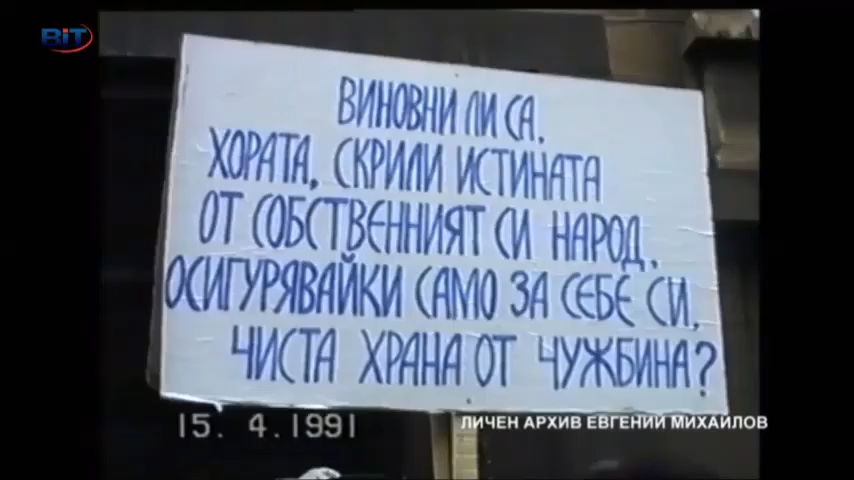 BiT
ВИНОВНИ ЛИ СА,
ХОРАТА, СКРИЛИ ИСТИНАТА
ОТ СОБСТВЕННИЯТ СИ НАРОД,
ОСИГУРЯВАЙКИ САМО ЗА СЕБЕ СИ,
ЧИСТА ХРАНА ОТ ЧУЖБИНА?
15. 4.1991
ЛИЧЕН АРХИВ ЕВГЕНИЙ МИХАЙЛОВ